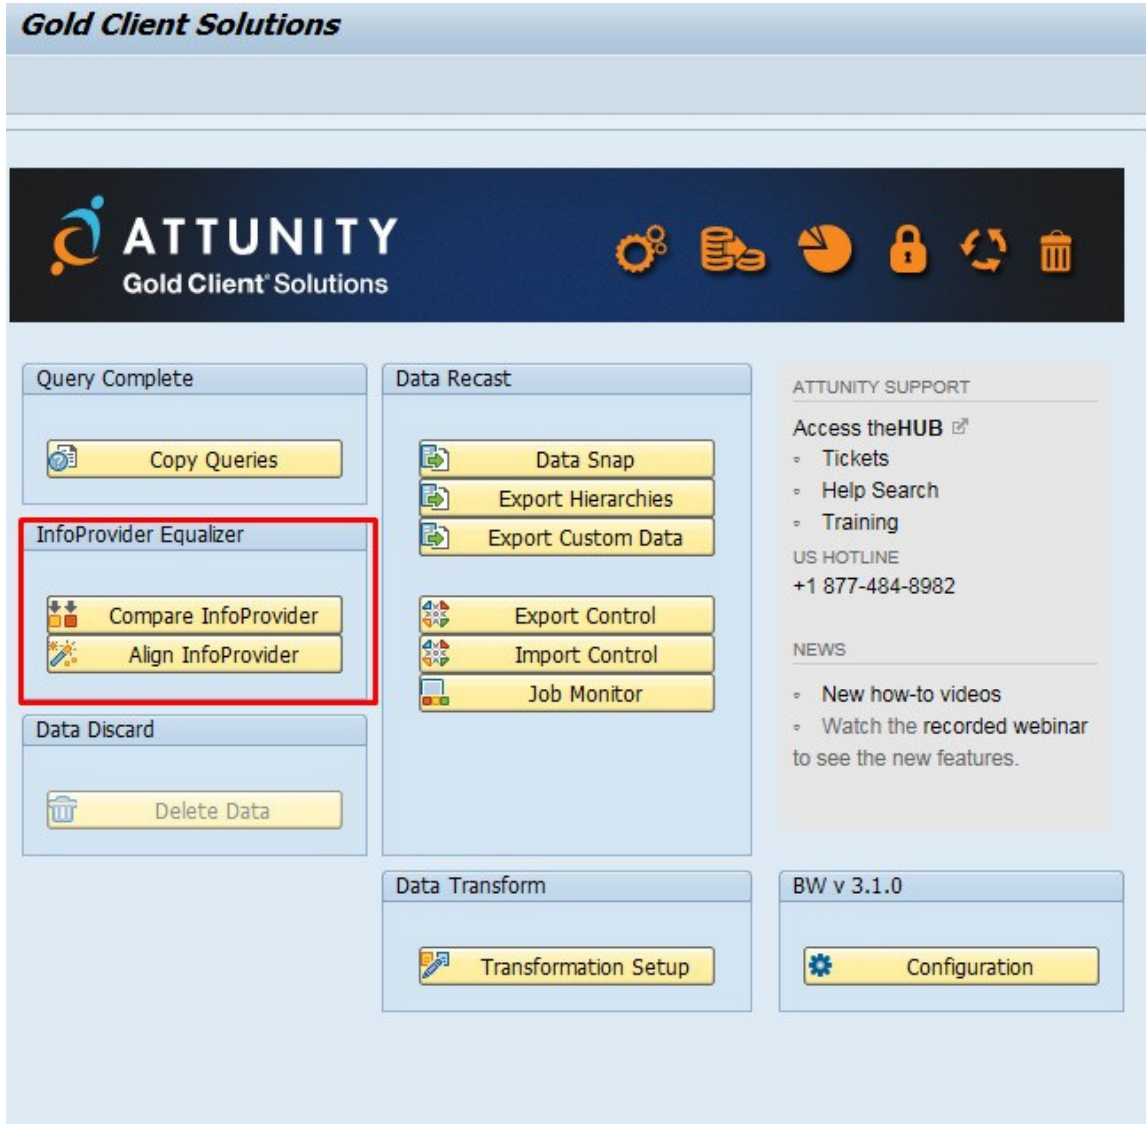 Gold Client Solutions
ATTUNITY
Gold Client® Solutions
Query Complete
Copy Queries
InfoProvider Equalizer
Compare InfoProvider
Align InfoProvider
Data Discard
Delete Data
Data Recast
Data Snap
Export Hierarchies
Export Custom Data
Export Control
Import Control
Job Monitor
Data Transform
Transformation Setup
ATTUNITY SUPPORT
Access theHUB
◦ Tickets
◦ Help Search
◦ Training
US HOTLINE
+1 877-484-8982
NEWS
◦ New how-to videos
◦ Watch the recorded webinar
to see the new features.
BW v 3.1.0
Configuration